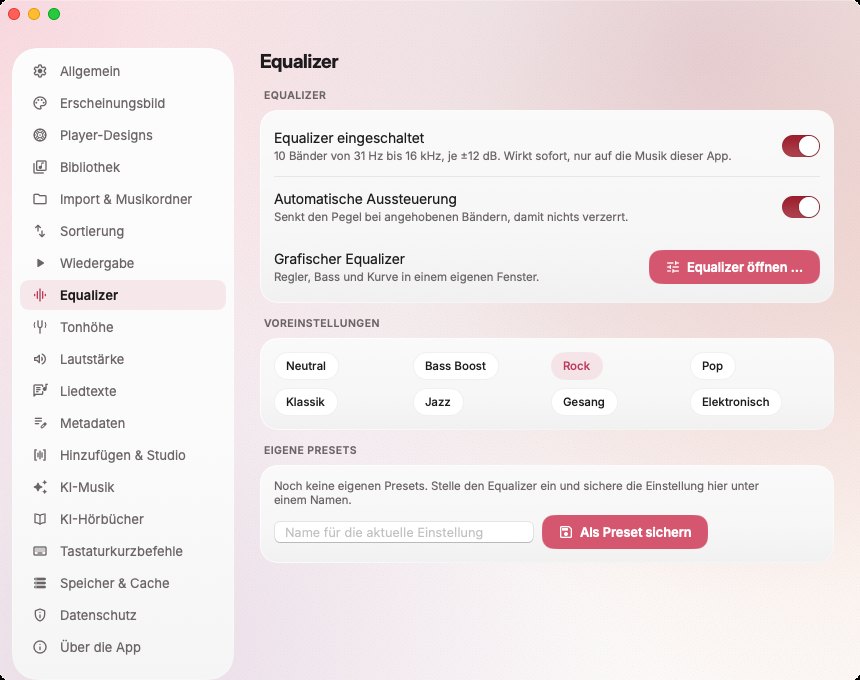 Allgemein
Erscheinungsbild
Player-Designs
Bibliothek
Import & Musikordner
Sortierung
Wiedergabe
Equalizer
Tonhöhe
Lautstärke
Liedtexte
Metadaten
Hinzufügen & Studio
KI-Musik
KI-Hörbücher
Tastaturkurzbefehle
Speicher & Cache
Datenschutz
Über die App
Equalizer
EQUALIZER
Equalizer eingeschaltet
10 Bänder von 31 Hz bis 16 kHz, je ±12 dB. Wirkt sofort, nur auf die Musik dieser App.
Automatische Aussteuerung
Senkt den Pegel bei angehobenen Bändern, damit nichts verzerrt.
Grafischer Equalizer
Regler, Bass und Kurve in einem eigenen Fenster.
Equalizer öffnen ...
VOREINSTELLUNGEN
Neutral Bass Boost Rock Pop
Klassik Jazz Gesang Elektronisch
EIGENE PRESETS
Noch keine eigenen Presets. Stelle den Equalizer ein und sichere die Einstellung hier unter
einem Namen.
Name für die aktuelle Einstellung Als Preset sichern